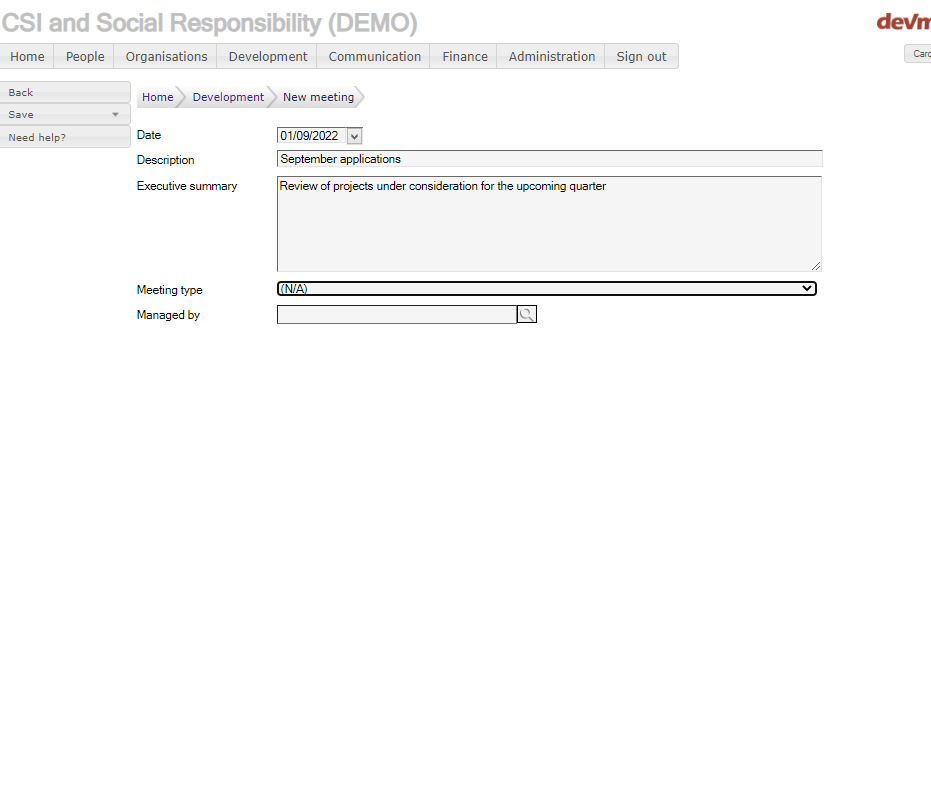 CSI and Social Responsibility (DEMO)
Home People Organisations Development Communication Finance Administration Sign out
Back
Save
Need help?
Home Development New meeting
Date 01/09/2022
Description September applications
Executive summary Review of projects under consideration for the upcoming quarter
Meeting type (N/A)
Managed by